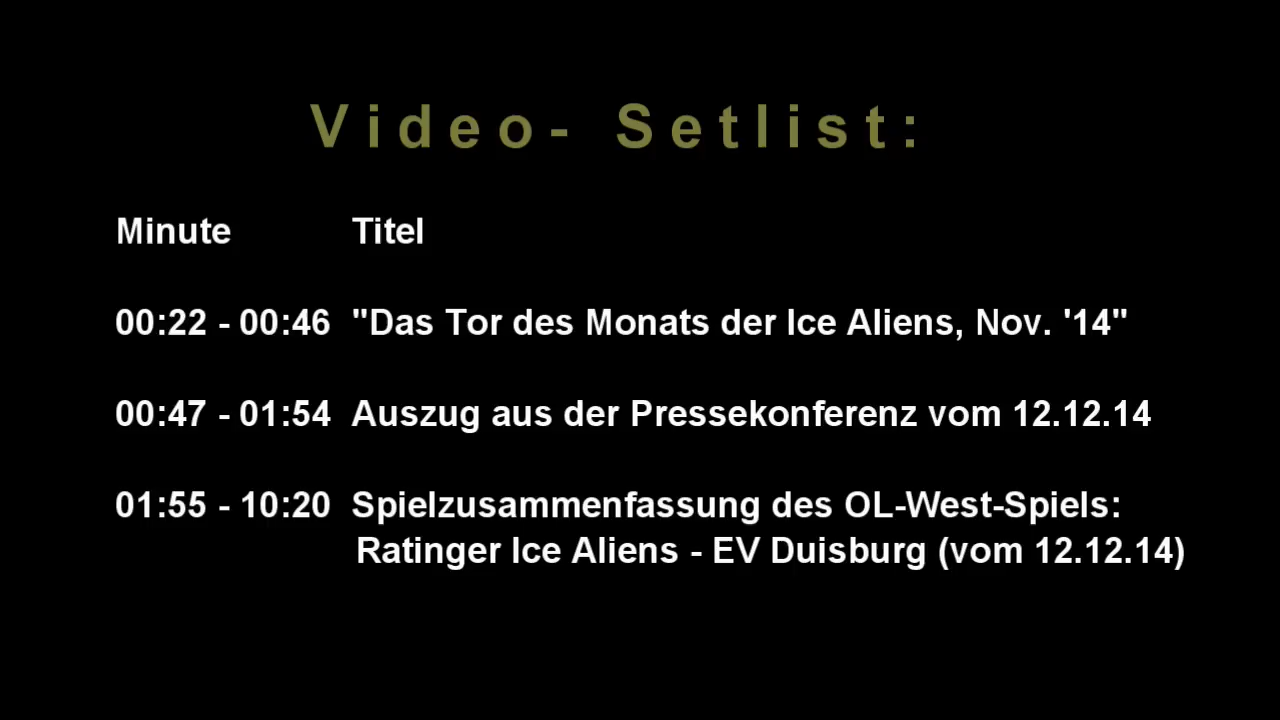 Video- Setlist:
Minute Titel
00:22 - 00:46 "Das Tor des Monats der Ice Aliens, Nov. '14"
00:47 - 01:54 Auszug aus der Pressekonferenz vom 12.12.14
01:55 - 10:20 Spielzusammenfassung des OL-West-Spiels:
Ratinger Ice Aliens - EV Duisburg (vom 12.12.14)